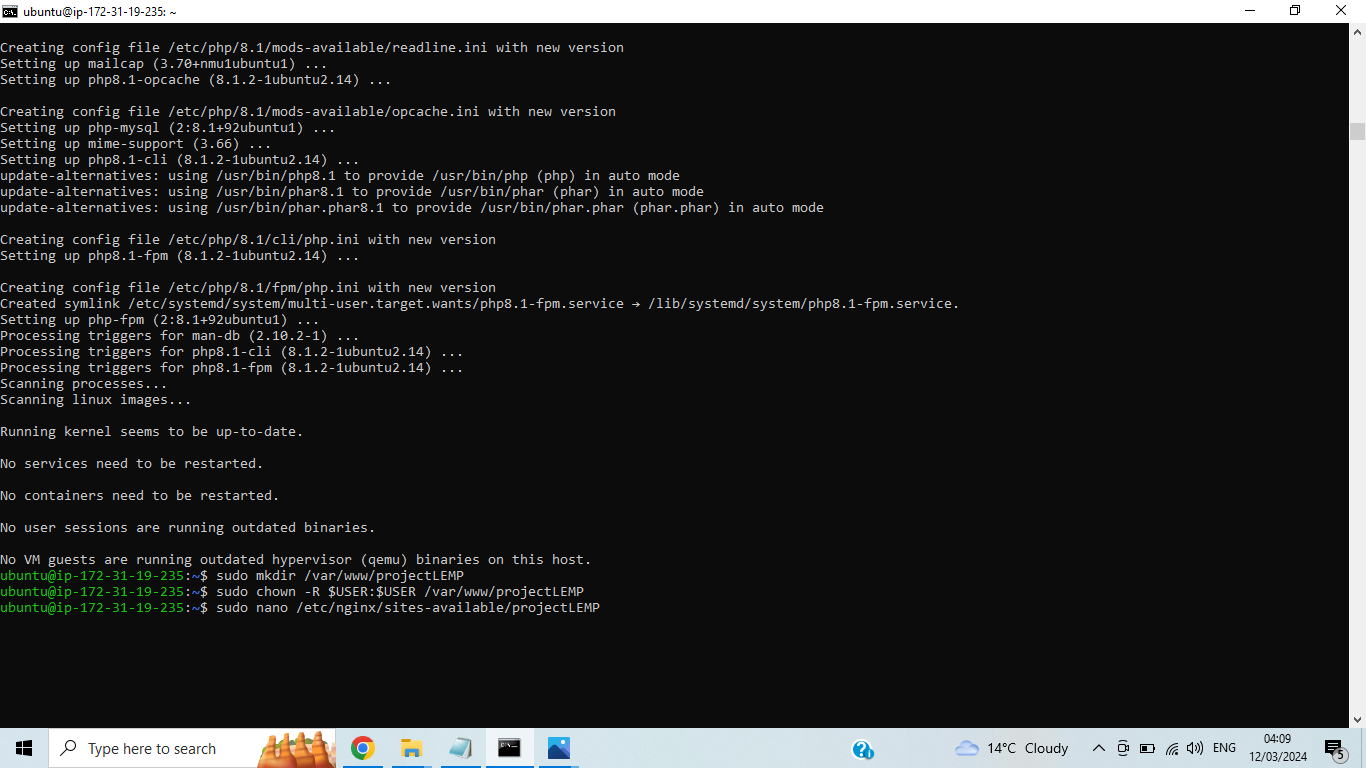 ubuntu@ip-172-31-19-235: ~
Creating config file /etc/php/8.1/mods-available/readline.ini with new version
Setting up mailcap (3.70+nmu1ubuntu1) ...
Setting up php8.1-opcache (8.1.2-1ubuntu2.14) ...
Creating config file /etc/php/8.1/mods-available/opcache.ini with new version
Setting up php-mysql (2:8.1+92ubuntu1) ...
Setting up mime-support (3.66) ...
Setting up php8.1-cli (8.1.2-1ubuntu2.14) ...
update-alternatives: using /usr/bin/php8.1 to provide /usr/bin/php (php) in auto mode
update-alternatives: using /usr/bin/phar8.1 to provide /usr/bin/phar (phar) in auto mode
update-alternatives: using /usr/bin/phar.phar8.1 to provide /usr/bin/phar.phar (phar.phar) in auto mode
Creating config file /etc/php/8.1/cli/php.ini with new version
Setting up php8.1-fpm (8.1.2-1ubuntu2.14) ...
Creating config file /etc/php/8.1/fpm/php.ini with new version
Created symlink /etc/systemd/system/multi-user.target.wants/php8.1-fpm.service → /lib/systemd/system/php8.1-fpm.service.
Setting up php-fpm (2:8.1+92ubuntu1) ...
Processing triggers for man-db (2.10.2-1) ...
Processing triggers for php8.1-cli (8.1.2-1ubuntu2.14) ...
Processing triggers for php8.1-fpm (8.1.2-1ubuntu2.14) ...
Scanning processes...
Scanning linux images...
Running kernel seems to be up-to-date.
No services need to be restarted.
No containers need to be restarted.
No user sessions are running outdated binaries.
No VM guests are running outdated hypervisor (qemu) binaries on this host.
ubuntu@ip-172-31-19-235:~$ sudo mkdir /var/www/projectLEMP
ubuntu@ip-172-31-19-235:~$ sudo chown -R $USER:$USER /var/www/projectLEMP
ubuntu@ip-172-31-19-235:~$ sudo nano /etc/nginx/sites-available/projectLEMP
Type here to search
14°C Cloudy
ENG
04:09
12/03/2024
5